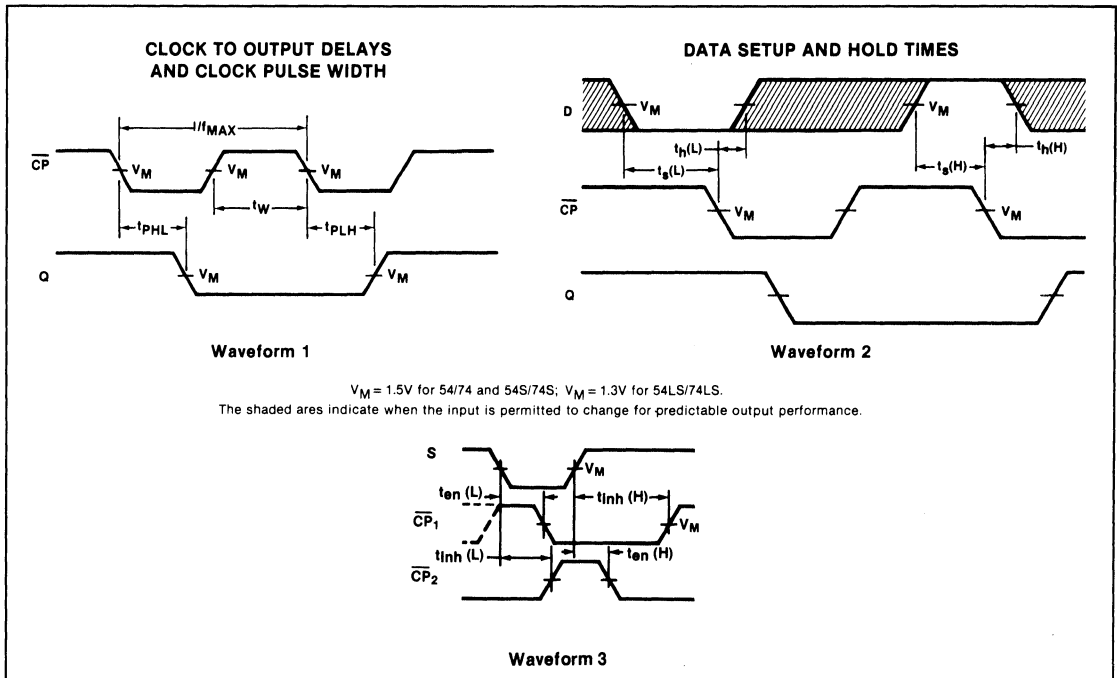 CLOCK TO OUTPUT DELAYS
AND CLOCK PULSE WIDTH
I/fMAX
CP
VM
VM
VM
tW
tPHL
tPLH
Q
VM
VM
Waveform 1
DATA SETUP AND HOLD TIMES
D
VM
VM
th(L)
th(H)
ts(L)
ts(H)
CP
VM
VM
Q
Waveform 2
VM = 1.5V for 54/74 and 54S/74S; VM = 1.3V for 54LS/74LS.
The shaded ares indicate when the input is permitted to change for predictable output performance.
S
VM
ten (L)
tinh (H)
CP1
VM
tinh (L)
ten (H)
CP2
Waveform 3